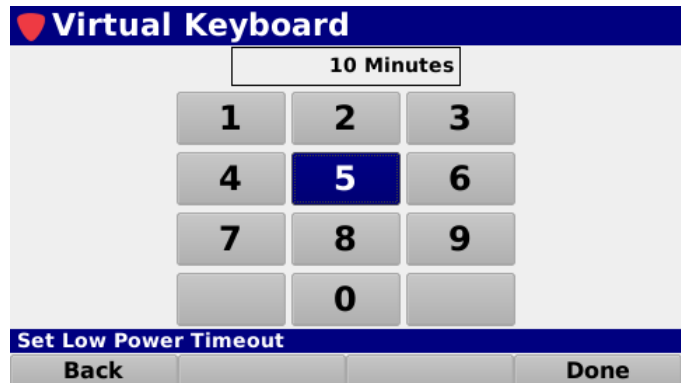 Virtual Keyboard
10 Minutes
1 2 3
4 5 6
7 8 9
0
Set Low Power Timeout
Back Done